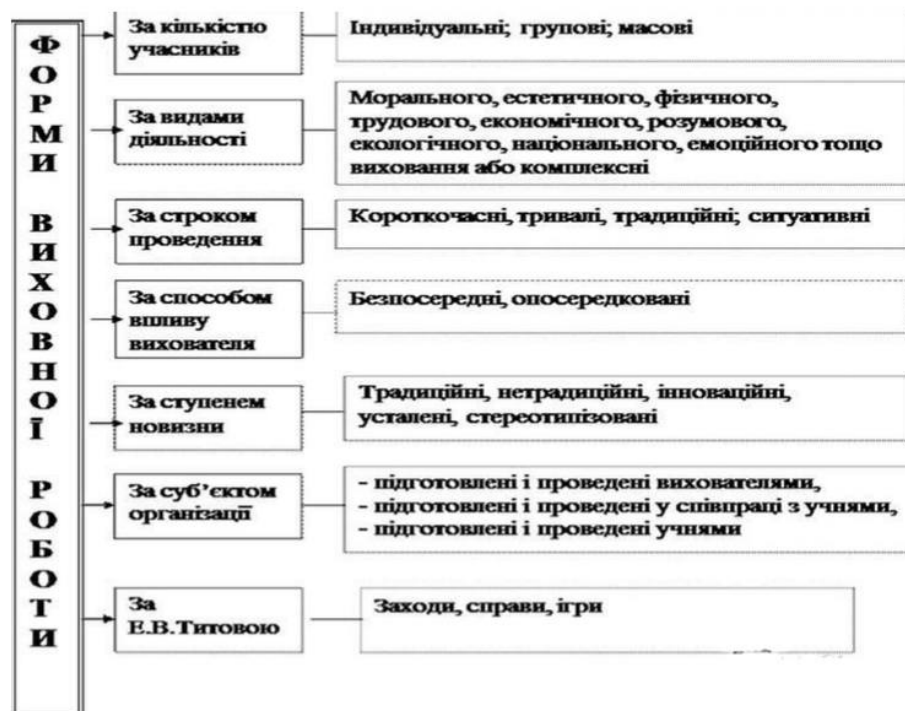 ФОРМИ ВИХОВНОЇ РОБОТИ
За кількістю
учасників
Індивідуальні; групові; масові
За видами
діяльності
Морального, естетичного, фізичного,
трудового, економічного, розумового,
екологічного, національного, емоційного тощо
виховання або комплексні
За строком
проведення
Короткочасні, тривалі, традиційні; ситуативні
За способом
впливу
вихователя
Безпосередні, опосередковані
За ступенем
новизни
Традиційні, нетрадиційні, інноваційні,
усталені, стереотипізовані
За суб’єктом
організації
- підготовлені і проведені вихователями,
- підготовлені і проведені у співпраці з учнями,
- підготовлені і проведені учнями
За
Е.В.Титовою
Заходи, справи, ігри